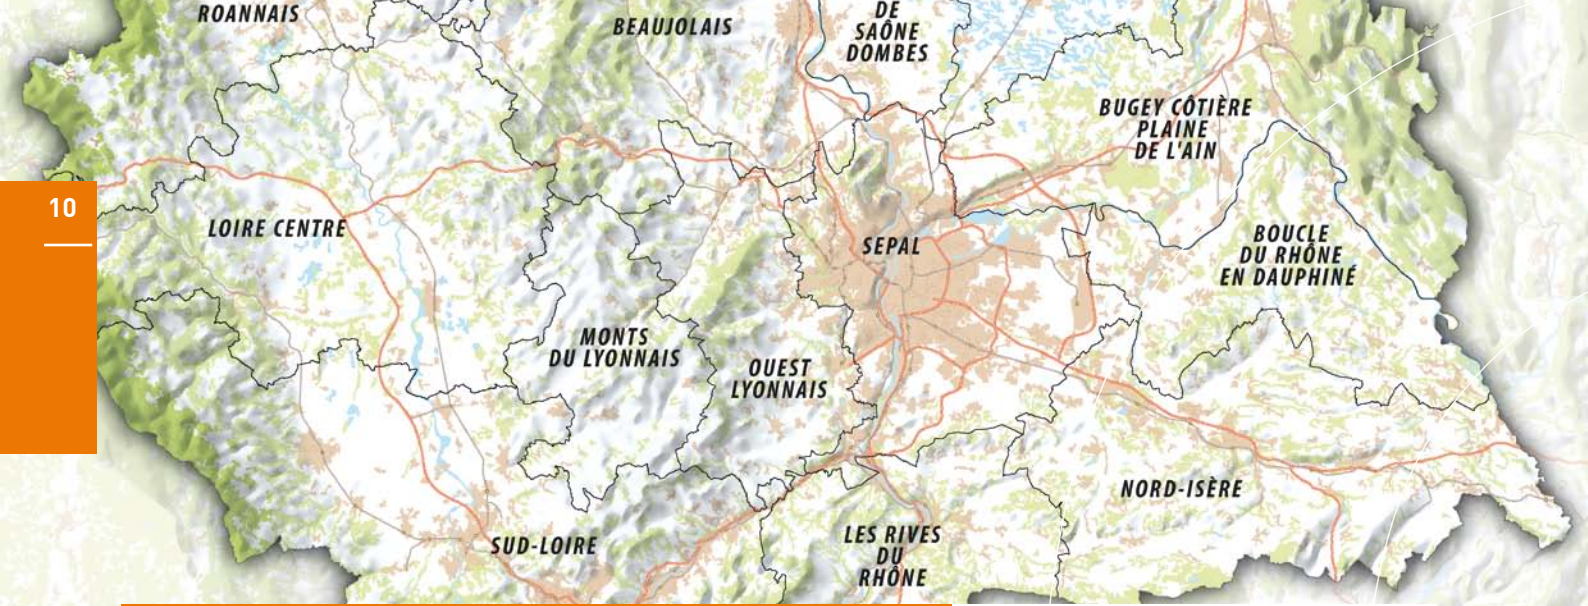 ROANNAIS
BEAUJOLAIS
DE
SAÔNE
DOMBES
BUGEY CÔTIÈRE
PLAINE
DE L'AIN
10
LOIRE CENTRE
SEPAL
BOUCLE
DU RHÔNE
EN DAUPHINÉ
MONTS
DU LYONNAIS
OUEST
LYONNAIS
NORD-ISÈRE
SUD-LOIRE
LES RIVES
DU
RHÔNE